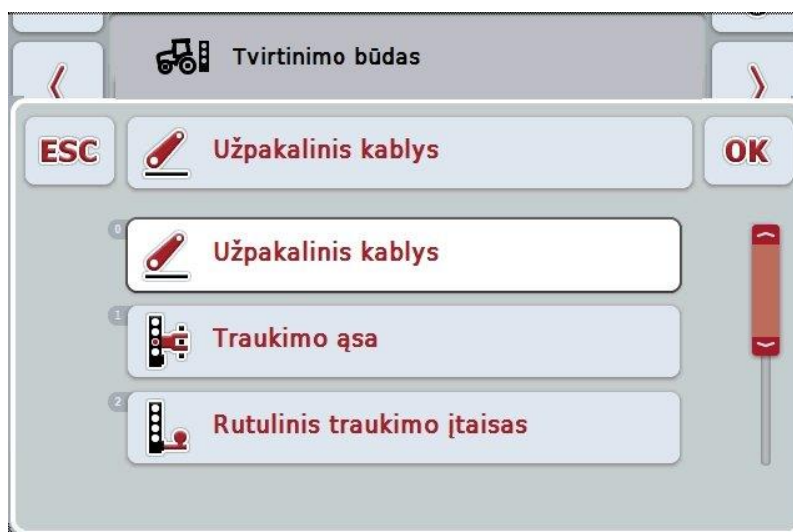 Tvirtinimo būdas
ESC
Užpakalinis kablys
OK
0
Užpakalinis kablys
1
Traukimo ąsa
2
Rutulinis traukimo įtaisas